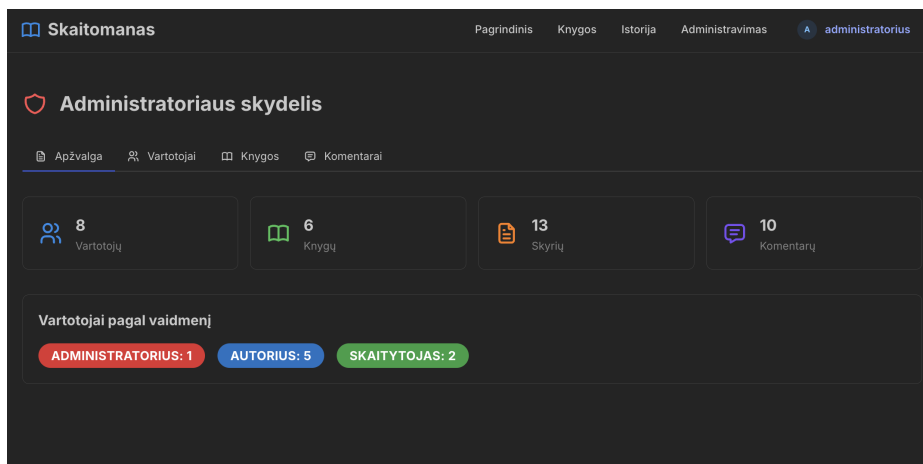 Skaitomanas
Pagrindinis Knygos Istorija Administravimas A administratorius
Administratoriaus skydelis
Apžvalga Vartotojai Knygos Komentarai
8
Vartotojų
6
Knygų
13
Skyrių
10
Komentarų
Vartotojai pagal vaidmenį
ADMINISTRATORIUS: 1 AUTORIUS: 5 SKAITYTOJAS: 2